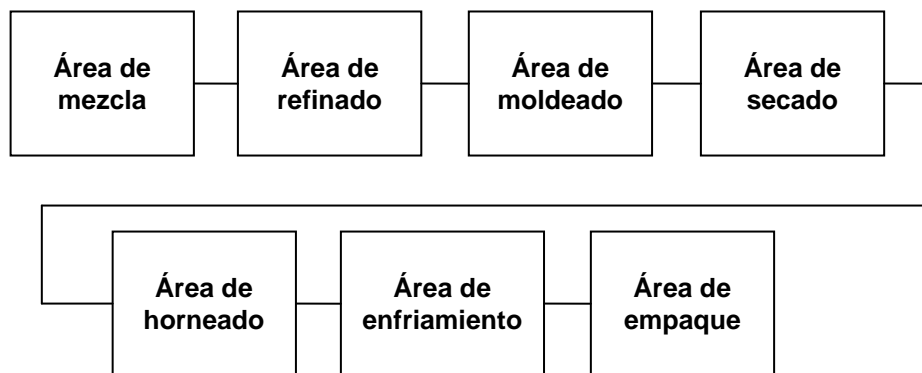 Área de
mezcla
Área de
refinado
Área de
moldeado
Área de
secado
Área de
horneado
Área de
enfriamiento
Área de
empaque